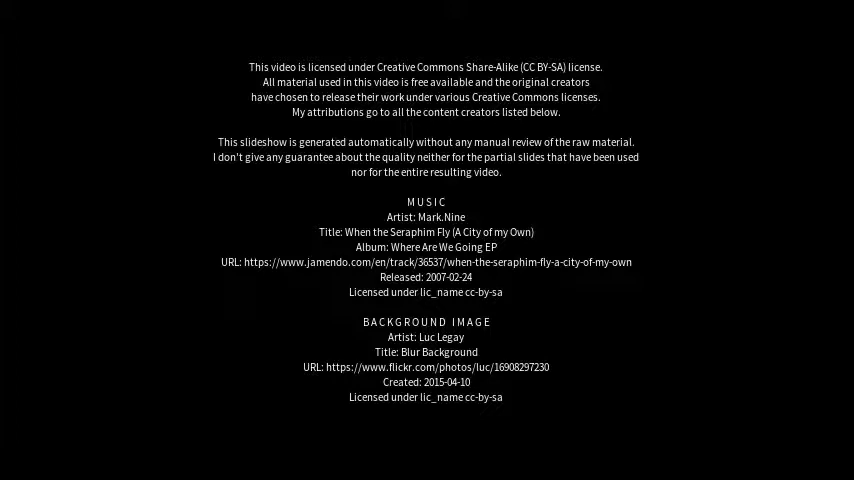 This video is licensed under Creative Commons Share-Alike (CC BY-SA) license.
All material used in this video is free available and the original creators
have chosen to release their work under various Creative Commons licenses.
My attributions go to all the content creators listed below.
This slideshow is generated automatically without any manual review of the raw material.
I don't give any guarantee about the quality neither for the partial slides that have been used
nor for the entire resulting video.
MUSIC
Artist: Mark.Nine
Title: When the Seraphim Fly (A City of my Own)
Album: Where Are We Going EP
URL: https://www.jamendo.com/en/track/36537/when-the-seraphim-fly-a-city-of-my-own
Released: 2007-02-24
Licensed under lic_name cc-by-sa
BACKGROUND IMAGE
Artist: Luc Legay
Title: Blur Background
URL: https://www.flickr.com/photos/luc/16908297230
Created: 2015-04-10
Licensed under lic_name cc-by-sa